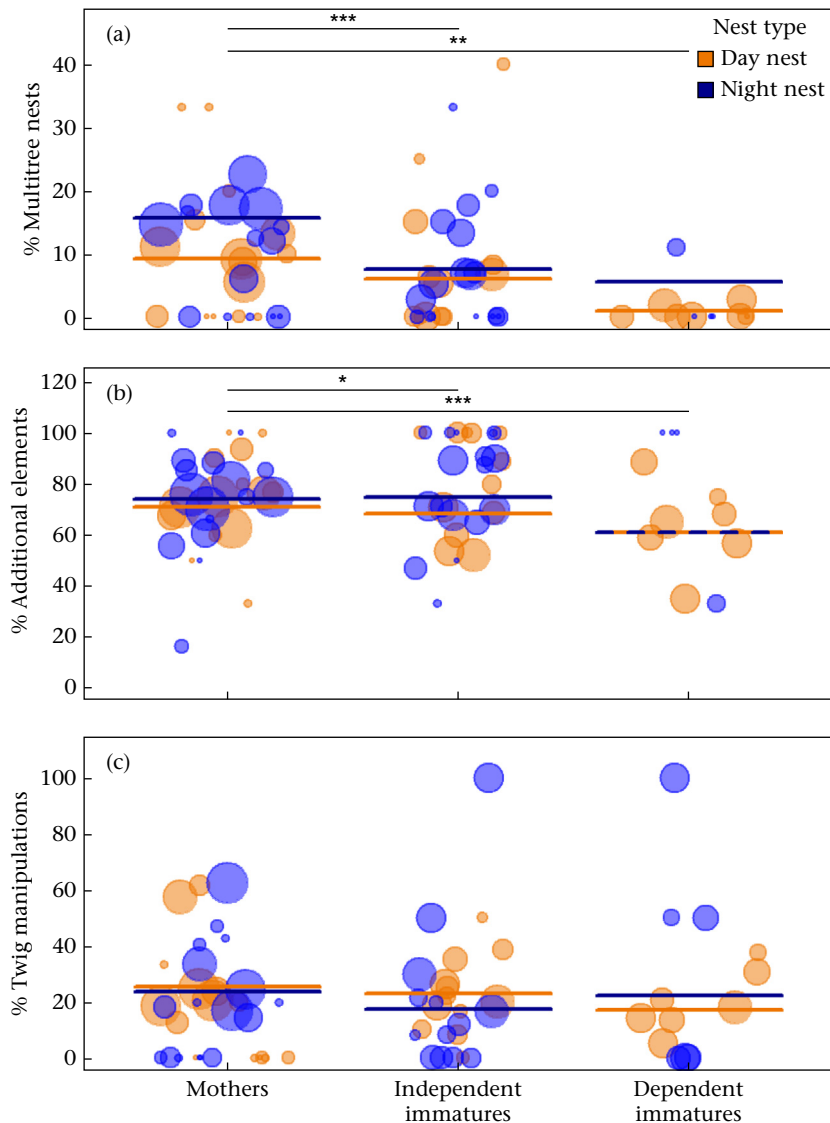 (a)
***
**
Nest type
Day nest
Night nest
% Multitree nests
40
30
20
10
0
(b)
*
***
% Additional elements
120
100
80
60
40
20
0
(c)
% Twig manipulations
100
80
60
40
20
0
Mothers
Independent
immatures
Dependent
immatures